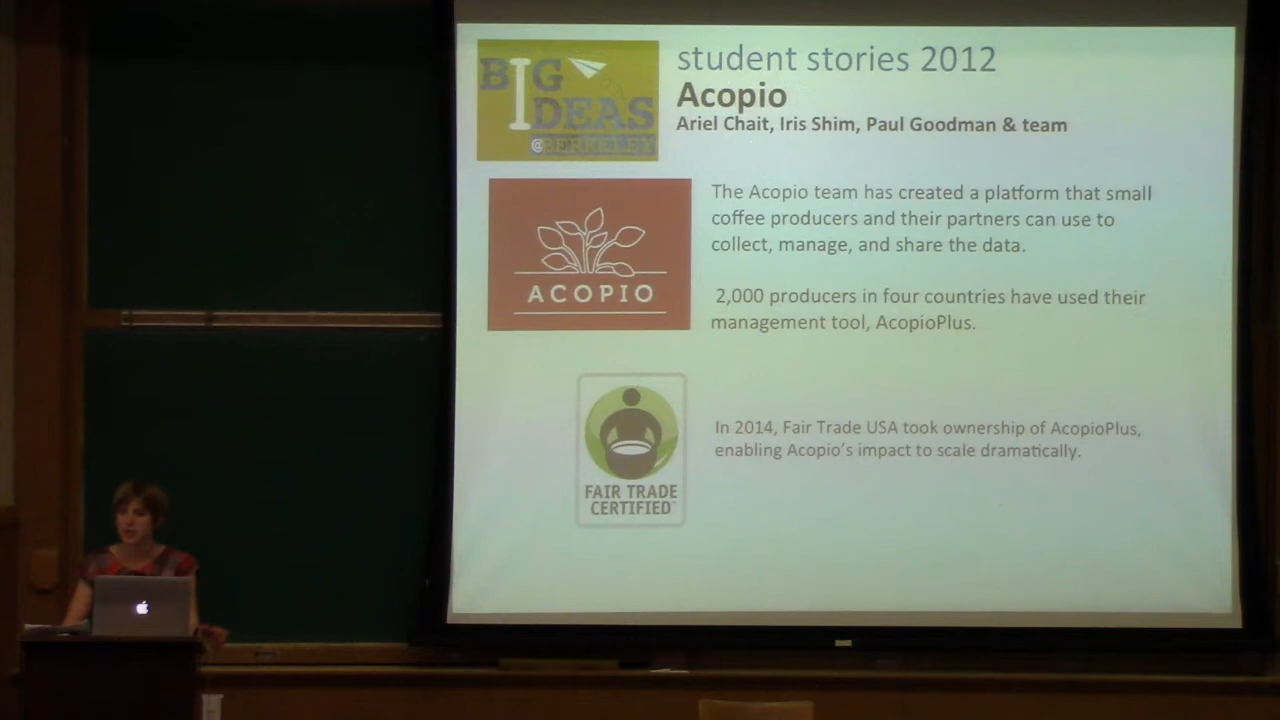 BIG
IDEAS
@BERKELEY
student stories 2012
Acopio
Ariel Chait, Iris Shim, Paul Goodman & team
ACOPIO
The Acopio team has created a platform that small
coffee producers and their partners can use to
collect, manage, and share the data.
2,000 producers in four countries have used their
management tool, AcopioPlus.
FAIR TRADE
CERTIFIED
In 2014, Fair Trade USA took ownership of AcopioPlus,
enabling Acopio's impact to scale dramatically.